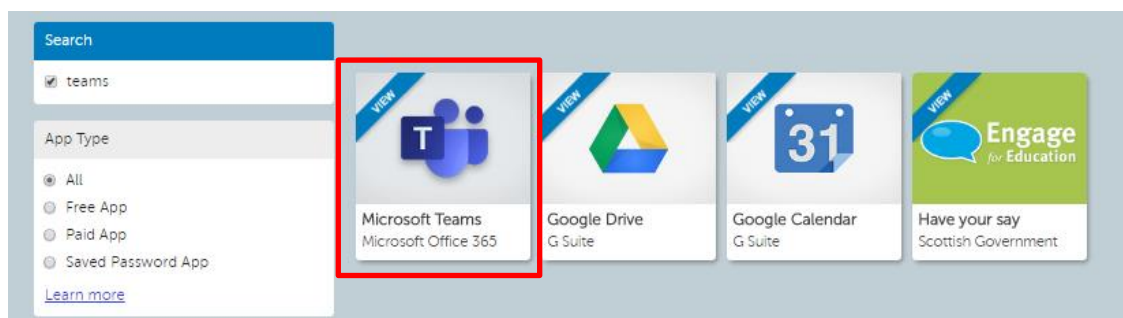 Search
teams
App Type
All
Free App
Paid App
Saved Password App
Learn more
VIEW
T
Microsoft Teams
Microsoft Office 365
VIEW
Google Drive
G Suite
VIEW
31
Google Calendar
G Suite
VIEW
Engage
for Education
Have your say
Scottish Government